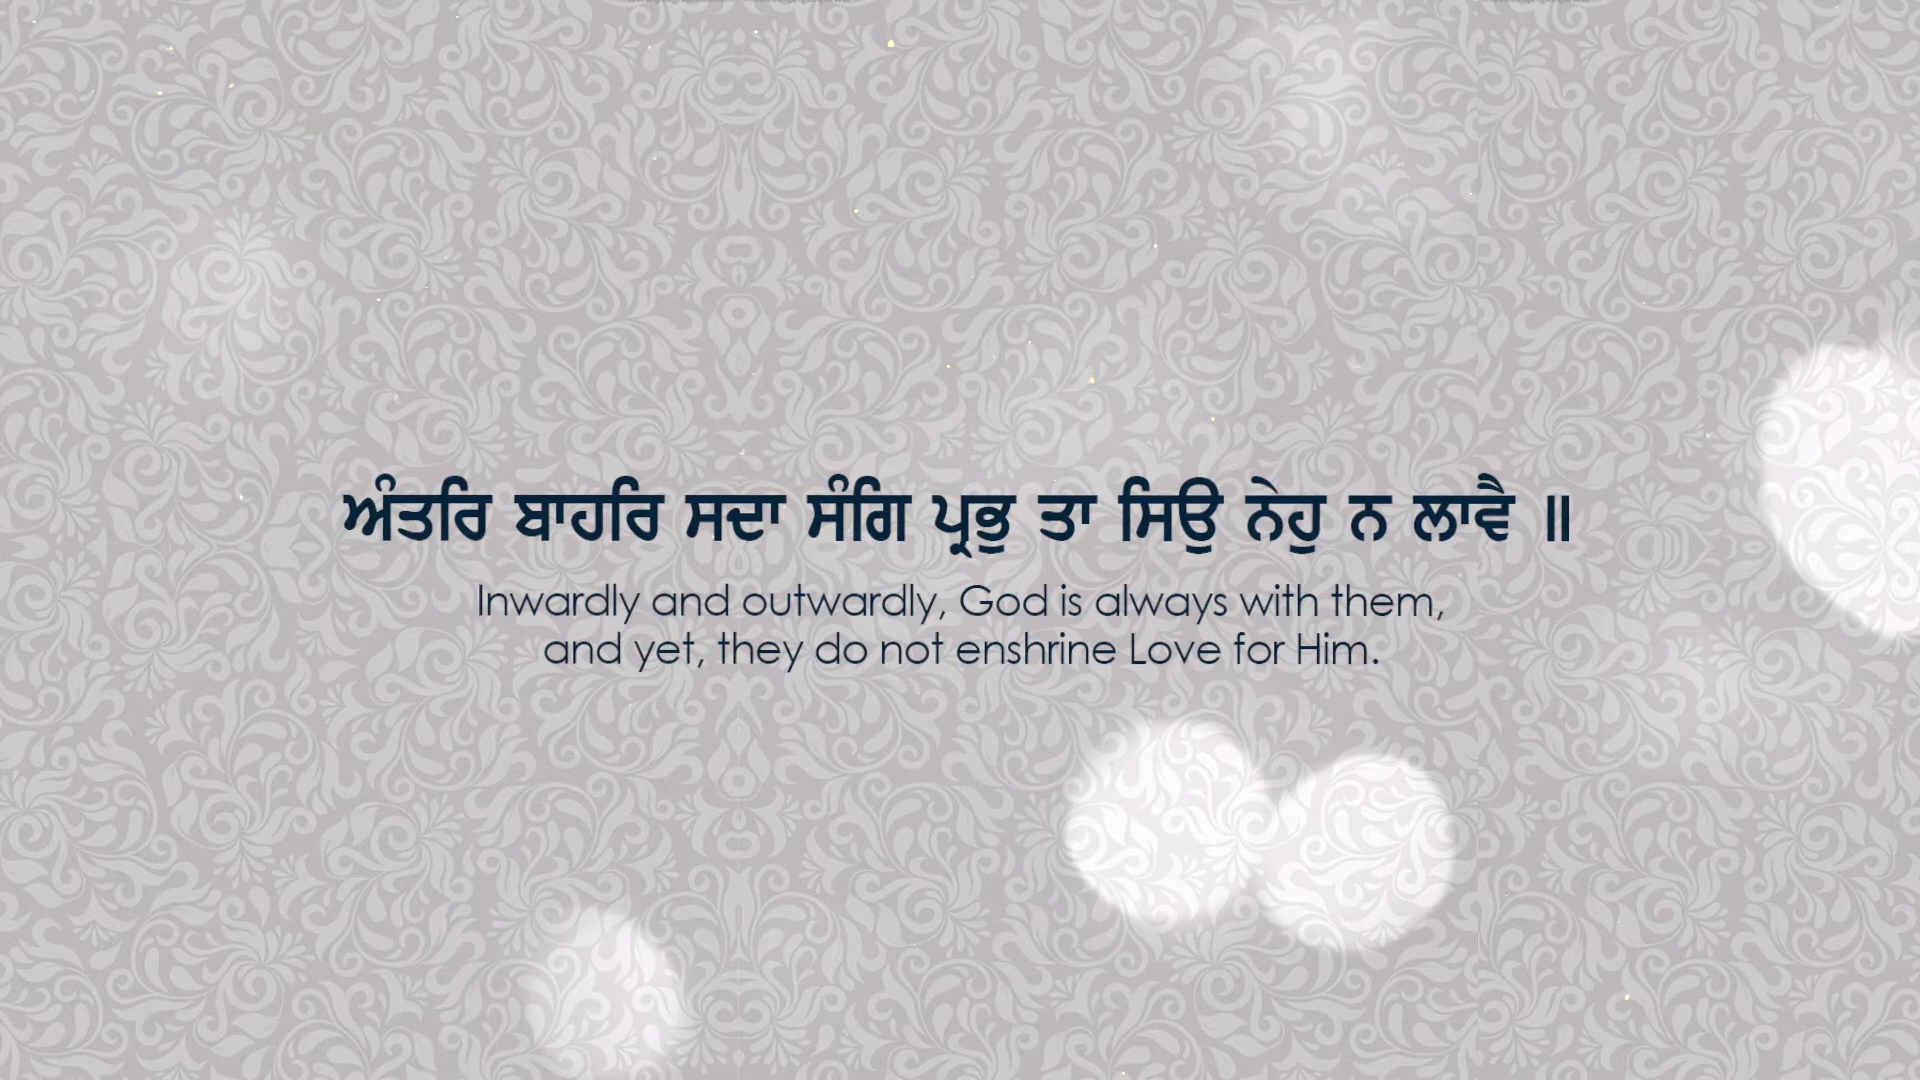 ਅੰਤਰਿ ਬਾਹਰਿ ਸਦਾ ਸੰਗਿ ਪ੍ਰਭੁ ਤਾ ਸਿਉ ਨੇਹੁ ਨ ਲਾਵੈ ॥
Inwardly and outwardly, God is always with them,
and yet, they do not enshrine Love for Him.